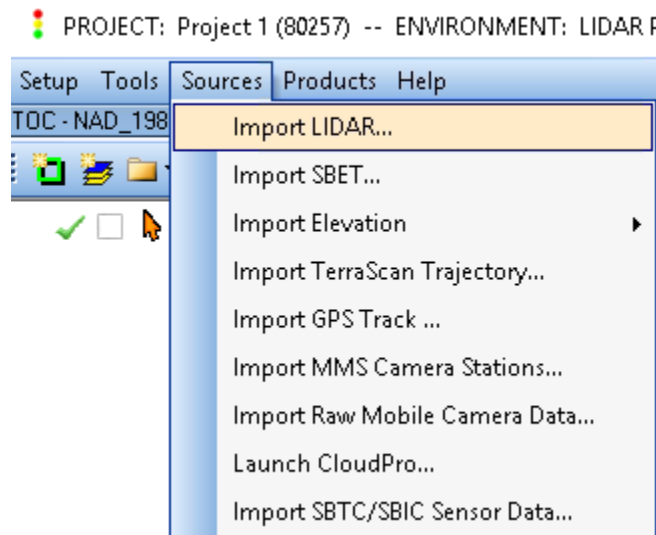 PROJECT: Project 1 (80257) -- ENVIRONMENT: LIDAR
Setup Tools Sources Products Help
TOC - NAD_198
Import LIDAR...
Import SBET...
Import Elevation
Import TerraScan Trajectory...
Import GPS Track ...
Import MMS Camera Stations...
Import Raw Mobile Camera Data...
Launch CloudPro...
Import SBTC/SBIC Sensor Data...